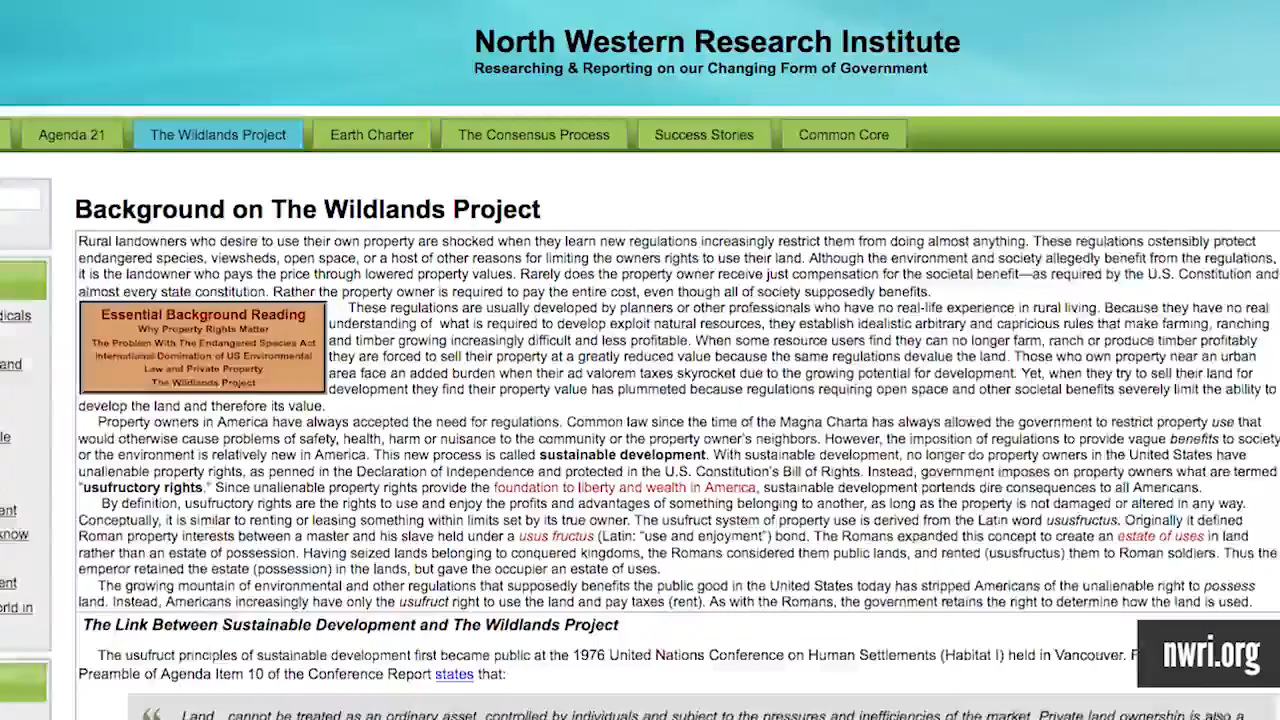 North Western Research Institute
Researching & Reporting on our Changing Form of Government
Agenda 21
The Wildlands Project
Earth Charter
The Consensus Process
Success Stories
Common Core
Background on The Wildlands Project
Rural landowners who desire to use their own property are shocked when they learn new regulations increasingly restrict them from doing almost anything. These regulations ostensibly protect
endangered species, viewsheds, open space, or a host of other reasons for limiting the owners rights to use their land. Although the environment and society allegedly benefit from the regulations,
it is the landowner who pays the price through lowered property values. Rarely does the property owner receive just compensation for the societal benefit—as required by the U.S. Constitution and
almost every state constitution. Rather the property owner is required to pay the entire cost, even though all of society supposedly benefits.
Essential Background Reading
Why Property Rights Matter
The Problem With The Endangered Species Act
International Domination of US Environmental
Law and Private Property
The Wildlands Project
These regulations are usually developed by planners or other professionals who have no real-life experience in rural living. Because they have no real
understanding of what is required to develop exploit natural resources, they establish idealistic arbitrary and capricious rules that make farming, ranching
and timber growing increasingly difficult and less profitable. When some resource users find they can no longer farm, ranch or produce timber profitably
they are forced to sell their property at a greatly reduced value because the same regulations devalue the land. Those who own property near an urban
area face an added burden when their ad valorem taxes skyrocket due to the growing potential for development. Yet, when they try to sell their land for
development they find their property value has plummeted because regulations requiring open space and other societal benefits severely limit the ability to
develop the land and therefore its value.
Property owners in America have always accepted the need for regulations. Common law since the time of the Magna Charta has always allowed the government to restrict property use that
would otherwise cause problems of safety, health, harm or nuisance to the community or the property owner's neighbors. However, the imposition of regulations to provide vague benefits to society
or the environment is relatively new in America. This new process is called sustainable development. With sustainable development, no longer do property owners in the United States have
unalienable property rights, as penned in the Declaration of Independence and protected in the U.S. Constitution's Bill of Rights. Instead, government imposes on property owners what are termed
"usufructory rights." Since unalienable property rights provide the foundation to liberty and wealth in America, sustainable development portends dire consequences to all Americans.
By definition, usufructory rights are the rights to use and enjoy the profits and advantages of something belonging to another, as long as the property is not damaged or altered in any way.
Conceptually, it is similar to renting or leasing something within limits set by its true owner. The usufruct system of property use is derived from the Latin word ususfructus. Originally it defined
Roman property interests between a master and his slave held under a usus fructus (Latin: "use and enjoyment") bond. The Romans expanded this concept to create an estate of uses in land
rather than an estate of possession. Having seized lands belonging to conquered kingdoms, the Romans considered them public lands, and rented (ususfructus) them to Roman soldiers. Thus the
emperor retained the estate (possession) in the lands, but gave the occupier an estate of uses.
The growing mountain of environmental and other regulations that supposedly benefits the public good in the United States today has stripped Americans of the unalienable right to possess
land. Instead, Americans increasingly have only the usufruct right to use the land and pay taxes (rent). As with the Romans, the government retains the right to determine how the land is used.
The Link Between Sustainable Development and The Wildlands Project
The usufruct principles of sustainable development first became public at the 1976 United Nations Conference on Human Settlements (Habitat I) held in Vancouver.
Preamble of Agenda Item 10 of the Conference Report states that:
Land...cannot be treated as an ordinary asset, controlled by individuals and subject to the pressures and inefficiencies of the market. Private land ownership is also a
nwri.org
dicals
and
le
ent
know
ent
orld in